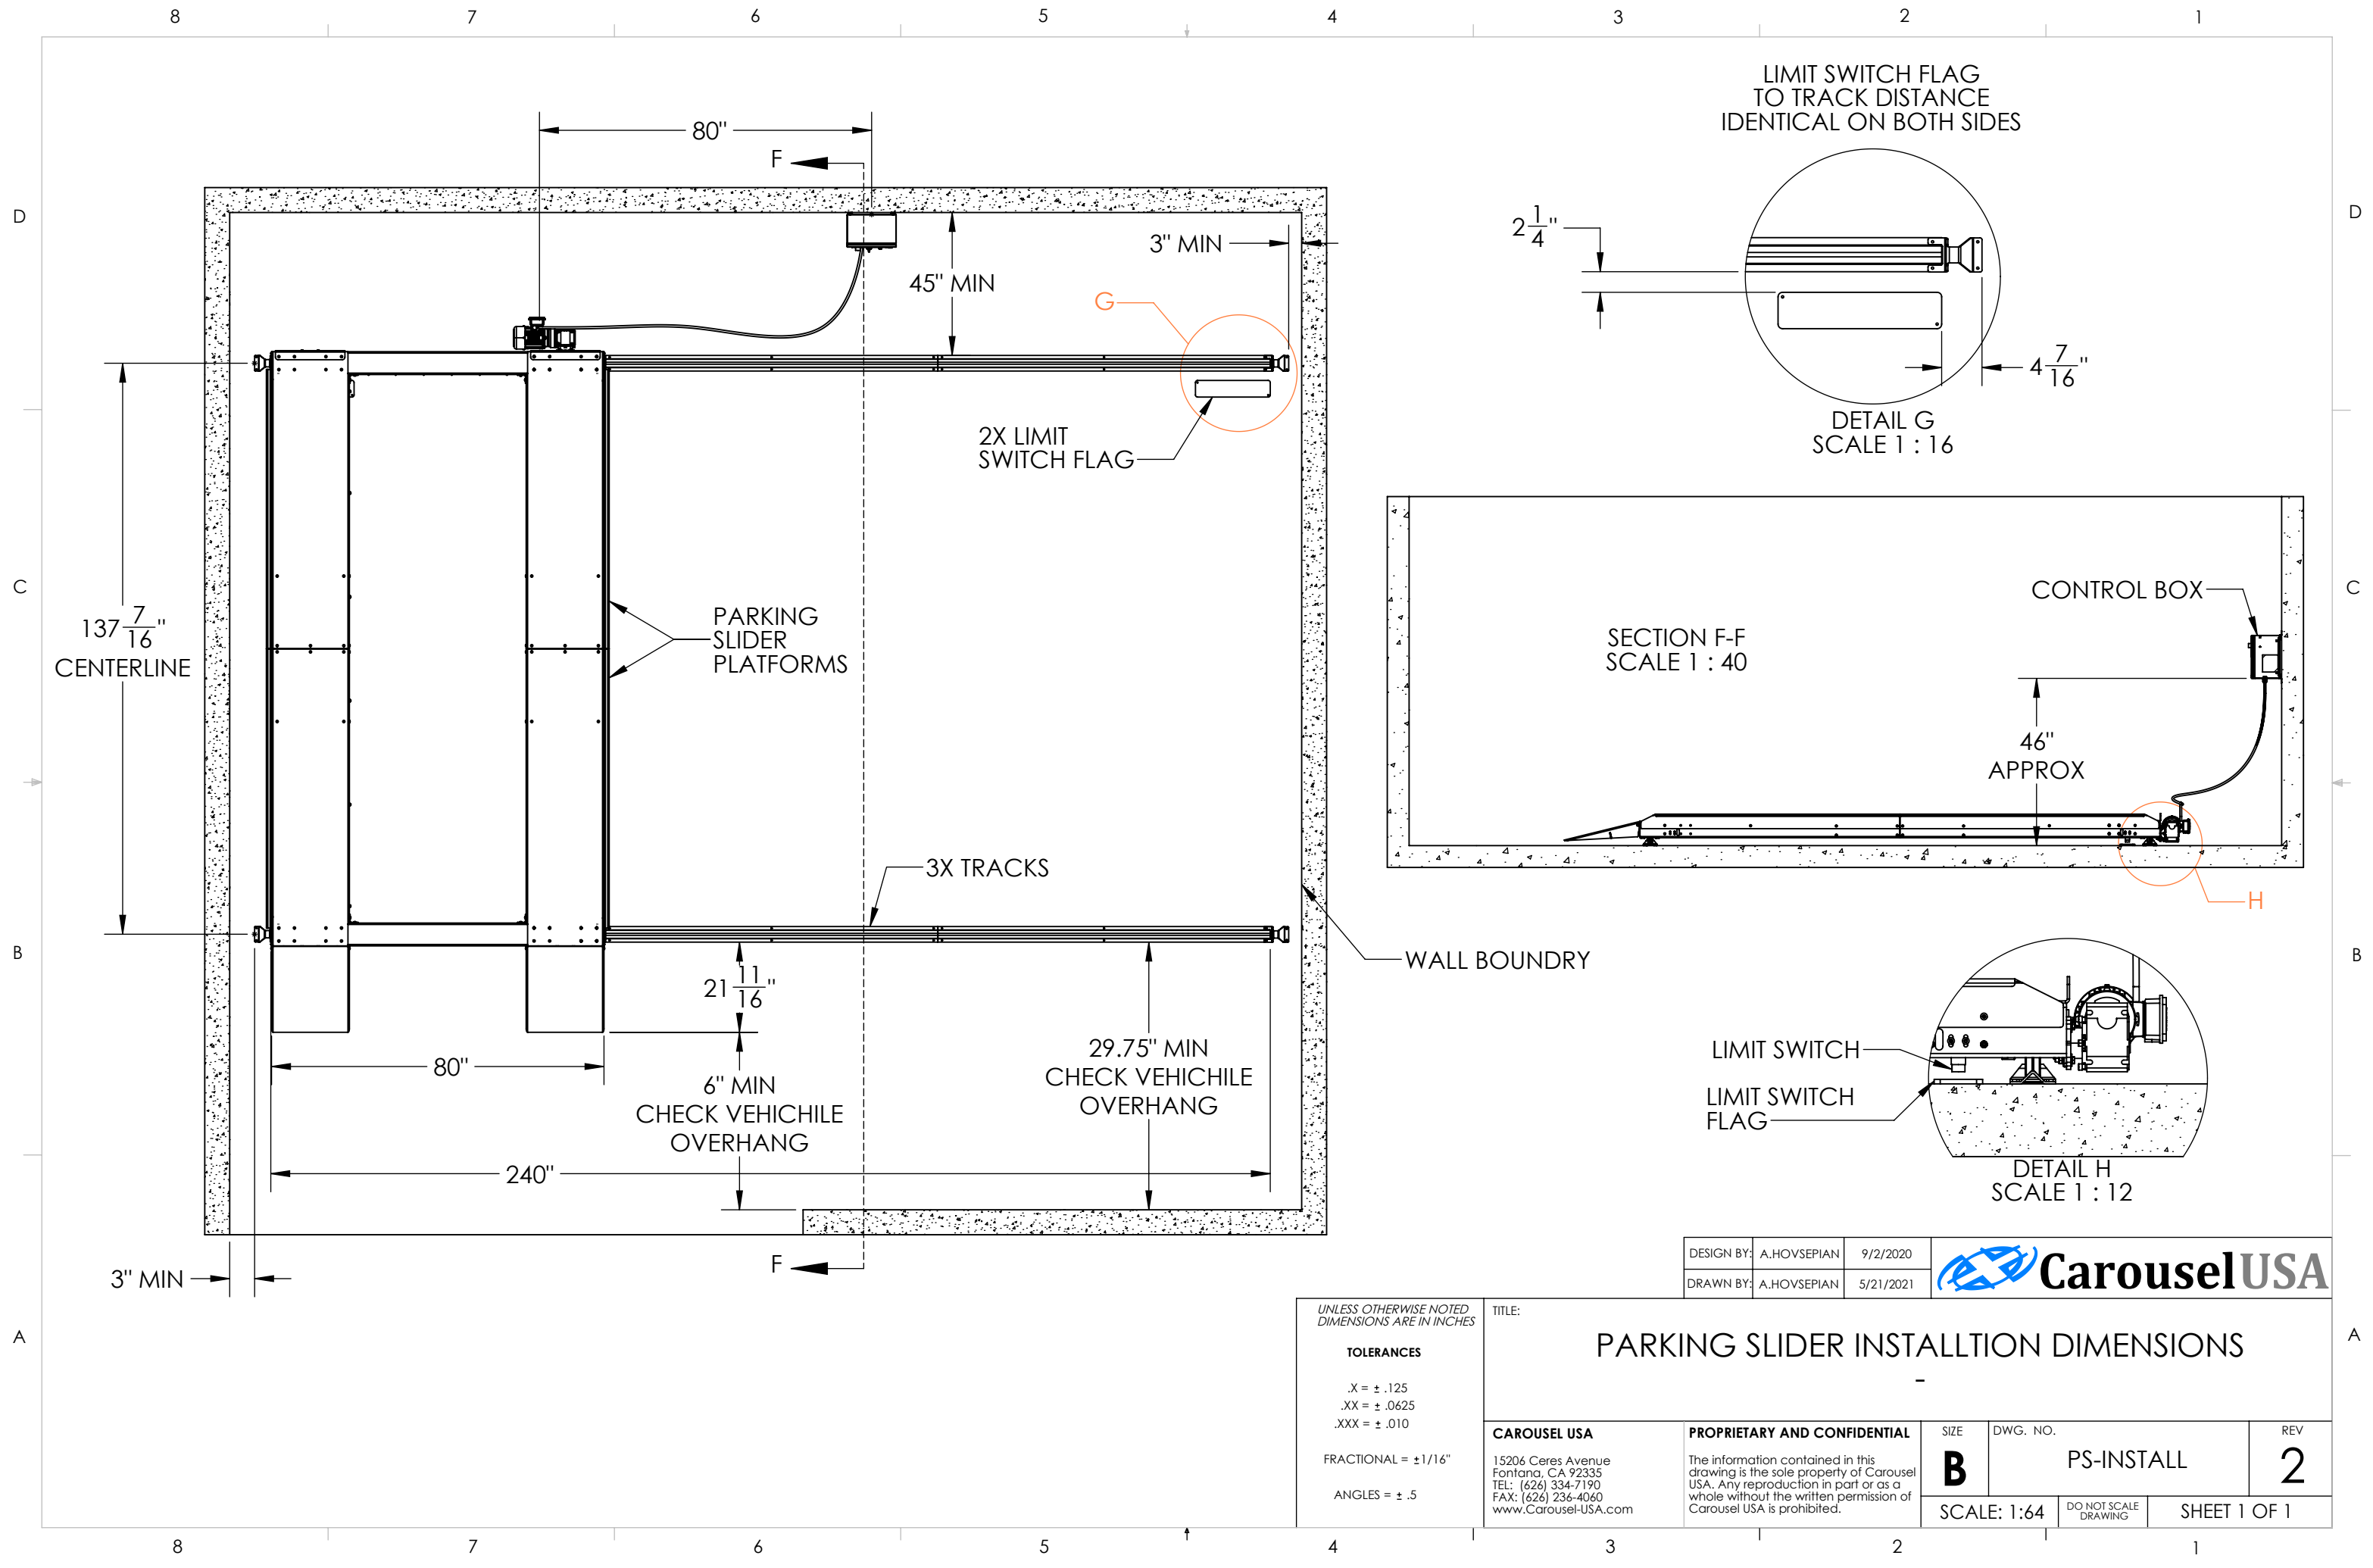 8 7 6 5 4 3 2 1
D
D
C
C
B
B
A
A
80"
F
45" MIN
3" MIN
G
2X LIMIT
SWITCH FLAG
137 7/16"
CENTERLINE
PARKING
SLIDER
PLATFORMS
3X TRACKS
WALL BOUNDRY
21 11/16"
80"
6" MIN
CHECK VEHICHILE
OVERHANG
29.75" MIN
CHECK VEHICHILE
OVERHANG
240"
F
3" MIN
LIMIT SWITCH FLAG
TO TRACK DISTANCE
IDENTICAL ON BOTH SIDES
2 1/4"
4 7/16"
DETAIL G
SCALE 1 : 16
SECTION F-F
SCALE 1 : 40
CONTROL BOX
46"
APPROX
H
LIMIT SWITCH
LIMIT SWITCH
FLAG
DETAIL H
SCALE 1 : 12
DESIGN BY: A.HOVSEPIAN 9/2/2020
DRAWN BY: A.HOVSEPIAN 5/21/2021
CarouselUSA
UNLESS OTHERWISE NOTED
DIMENSIONS ARE IN INCHES
TOLERANCES
.X = ± .125
.XX = ± .0625
.XXX = ± .010
FRACTIONAL = ±1/16"
ANGLES = ± .5
TITLE:
PARKING SLIDER INSTALLTION DIMENSIONS
-
CAROUSEL USA
15206 Ceres Avenue
Fontana, CA 92335
TEL: (626) 334-7190
FAX: (626) 236-4060
www.Carousel-USA.com
PROPRIETARY AND CONFIDENTIAL
The information contained in this
drawing is the sole property of Carousel
USA. Any reproduction in part or as a
whole without the written permission of
Carousel USA is prohibited.
SIZE
B
DWG. NO.
PS-INSTALL
REV
2
SCALE: 1:64
DO NOT SCALE
DRAWING
SHEET 1 OF 1
8 7 6 5 4 3 2 1